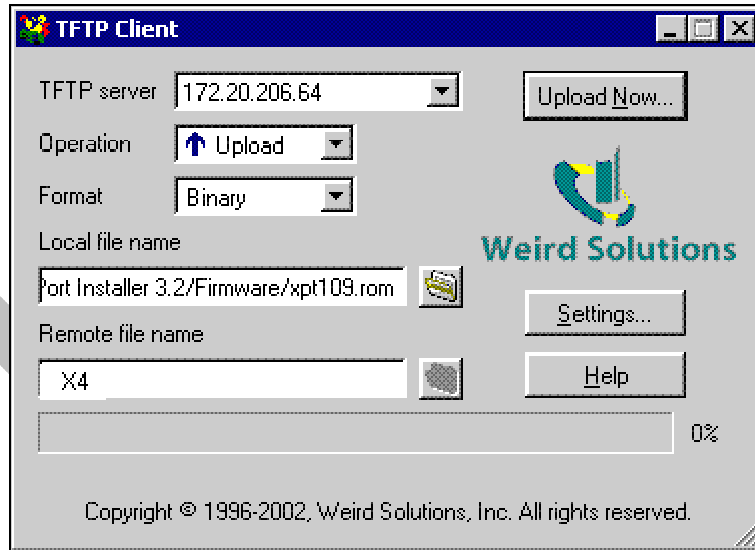 TFTP Client
TFTP server 172.20.206.64
Upload Now...
Operation Upload
Format Binary
Weird Solutions
Local file name
Port Installer 3.2/Firmware/xpt109.rom
Settings...
Remote file name
X4
Help
0%
Copyright © 1996-2002, Weird Solutions, Inc. All rights reserved.